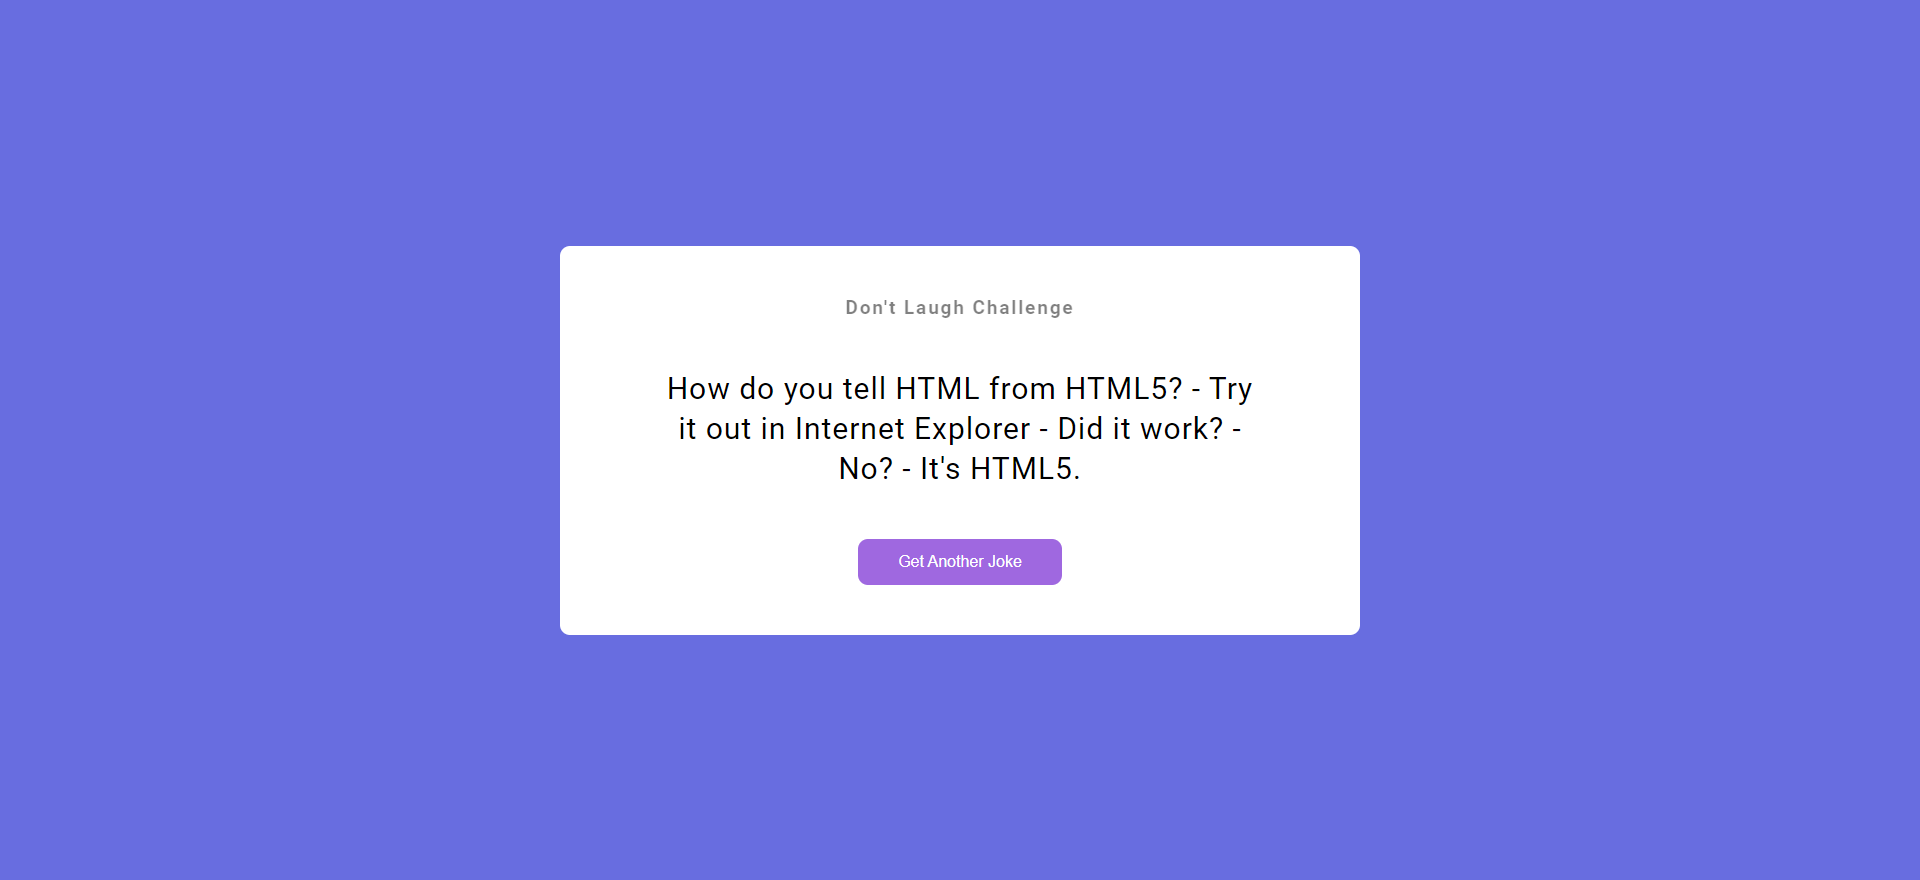 Don't Laugh Challenge
How do you tell HTML from HTML5? - Try
it out in Internet Explorer - Did it work? -
No? - It's HTML5.
Get Another Joke